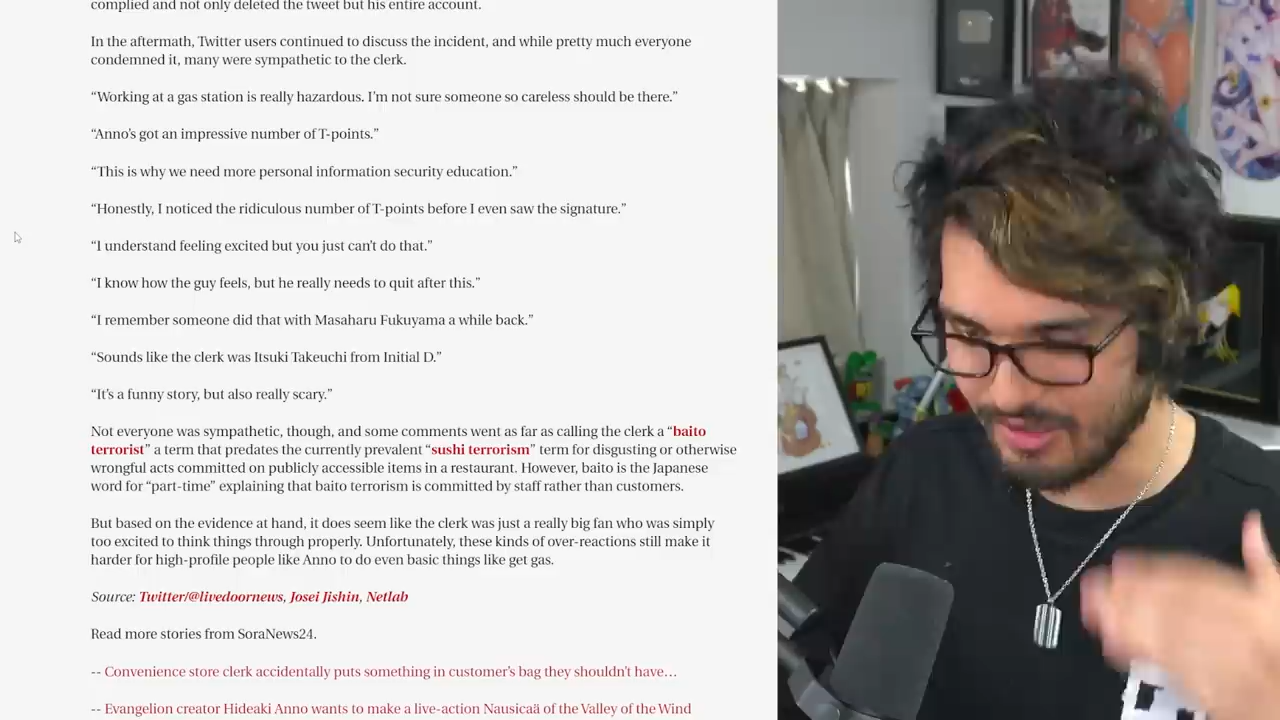 complied and not only deleted the tweet but his entire account.
In the aftermath, Twitter users continued to discuss the incident, and while pretty much everyone
condemned it, many were sympathetic to the clerk.
“Working at a gas station is really hazardous. I’m not sure someone so careless should be there.”
“Anno’s got an impressive number of T-points.”
“This is why we need more personal information security education.”
“Honestly, I noticed the ridiculous number of T-points before I even saw the signature.”
“I understand feeling excited but you just can’t do that.”
“I know how the guy feels, but he really needs to quit after this.”
“I remember someone did that with Masaharu Fukuyama a while back.”
“Sounds like the clerk was Itsuki Takeuchi from Initial D.”
“It’s a funny story, but also really scary.”
Not everyone was sympathetic, though, and some comments went as far as calling the clerk a “baito
terrorist” a term that predates the currently prevalent “sushi terrorism” term for disgusting or otherwise
wrongful acts committed on publicly accessible items in a restaurant. However, baito is the Japanese
word for “part-time” explaining that baito terrorism is committed by staff rather than customers.
But based on the evidence at hand, it does seem like the clerk was just a really big fan who was simply
too excited to think things through properly. Unfortunately, these kinds of over-reactions still make it
harder for high-profile people like Anno to do even basic things like get gas.
Source: Twitter/@livedoornews, Josei Jishin, Netlab
Read more stories from SoraNews24.
-- Convenience store clerk accidentally puts something in customer’s bag they shouldn’t have…
-- Evangelion creator Hideaki Anno wants to make a live-action Nausicaä of the Valley of the Wind